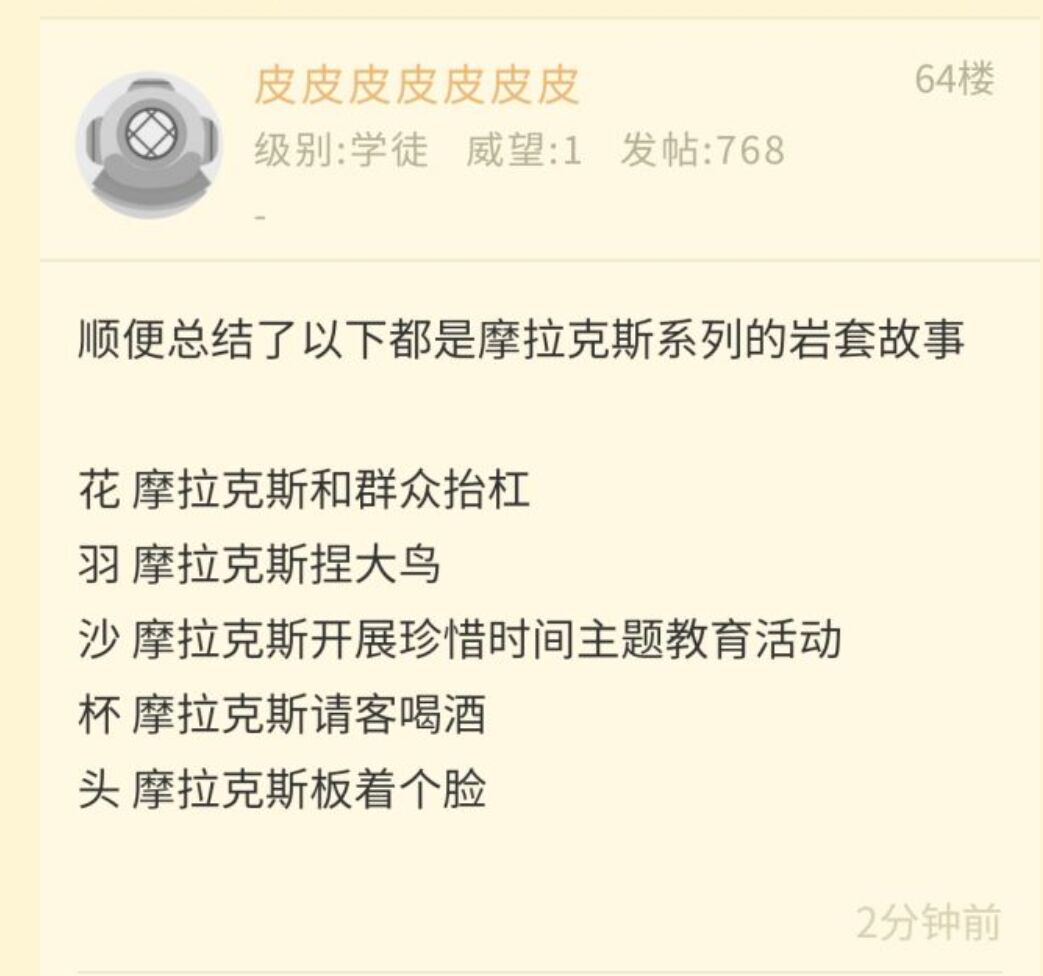 皮皮皮皮皮皮皮 64楼
级别:学徒 威望:1 发帖:768
-
顺便总结了以下都是摩拉克斯系列的岩套故事
花 摩拉克斯和群众抬杠
羽 摩拉克斯捏大鸟
沙 摩拉克斯开展珍惜时间主题教育活动
杯 摩拉克斯请客喝酒
头 摩拉克斯板着个脸
2分钟前